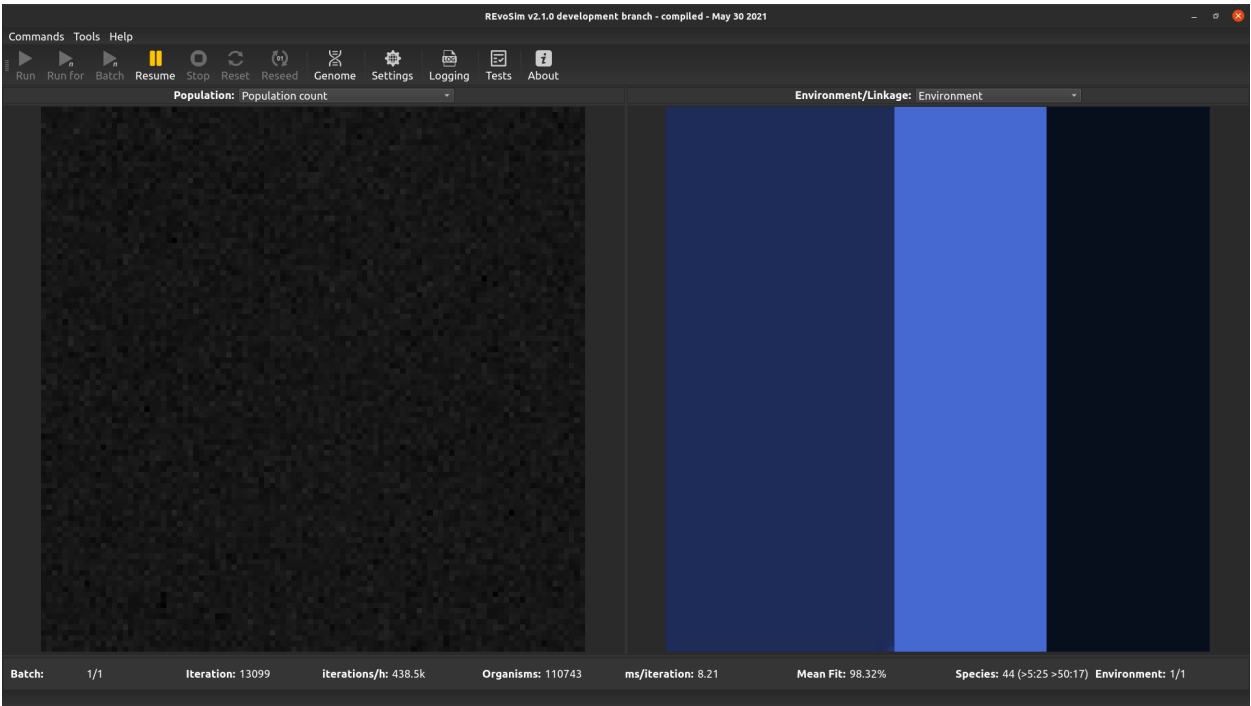 REvoSim v2.1.0 development branch - compiled - May 30 2021
Commands Tools Help
n n 01 LOG i
Run Run for Batch Resume Stop Reset Reseed Genome Settings Logging Tests About
Population: Population count Environment/Linkage: Environment
Batch: 1/1 Iteration: 13099 iterations/h: 438.5k Organisms: 110743 ms/iteration: 8.21 Mean Fit: 98.32% Species: 44 (>5:25 >50:17) Environment: 1/1